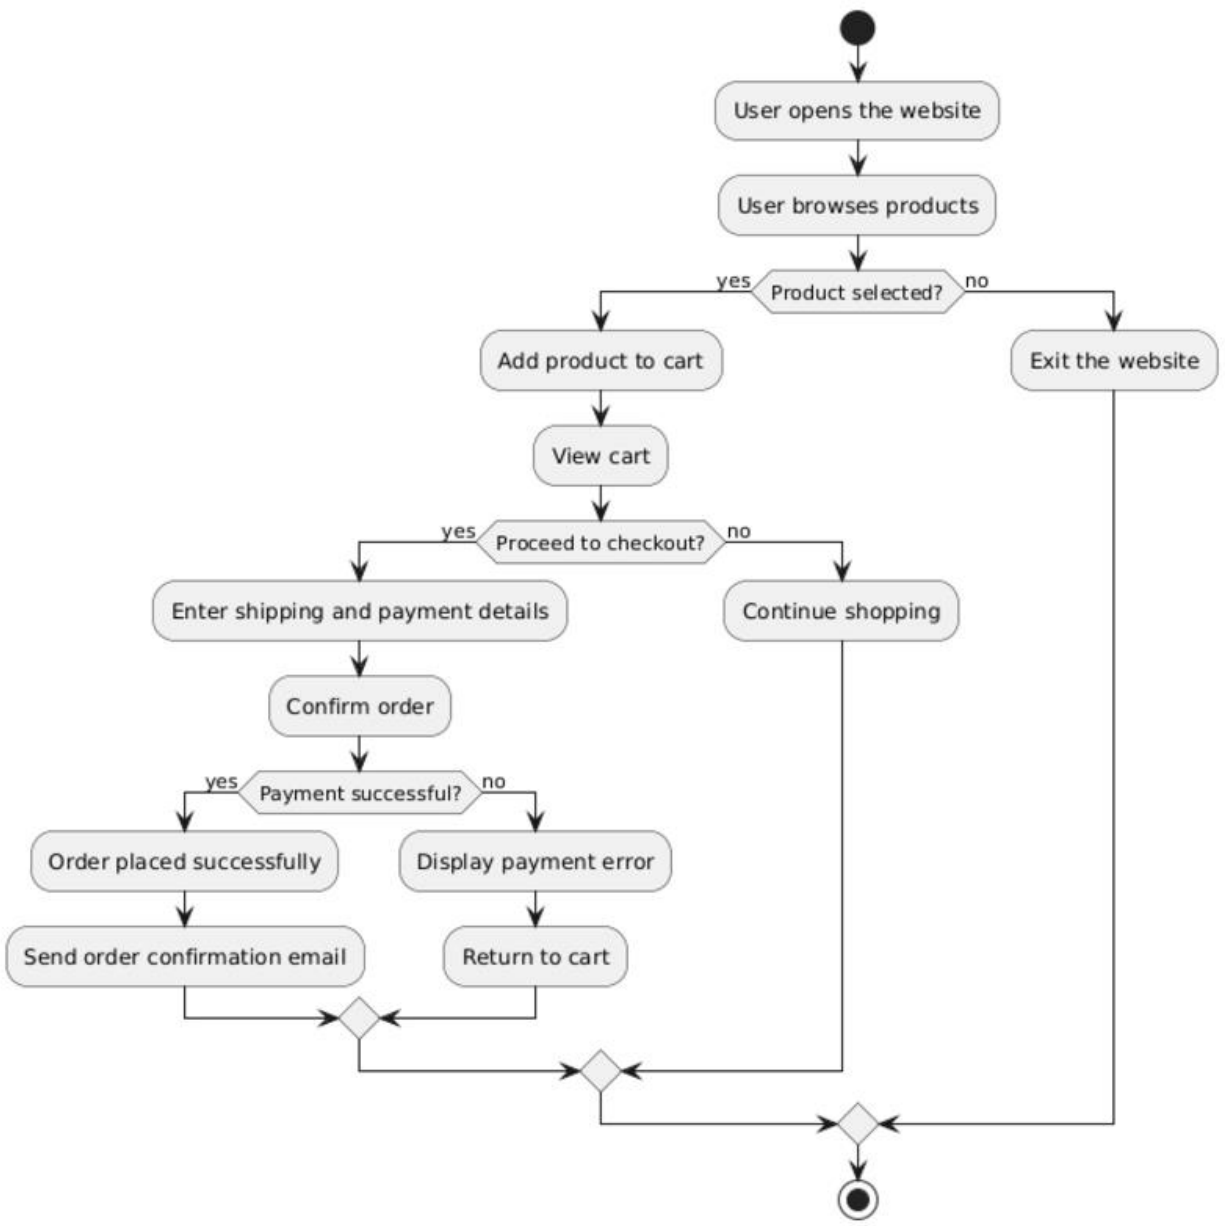 User opens the website
User browses products
yes
Product selected?
no
Add product to cart
Exit the website
View cart
yes
Proceed to checkout?
no
Enter shipping and payment details
Continue shopping
Confirm order
yes
Payment successful?
no
Order placed successfully
Display payment error
Send order confirmation email
Return to cart